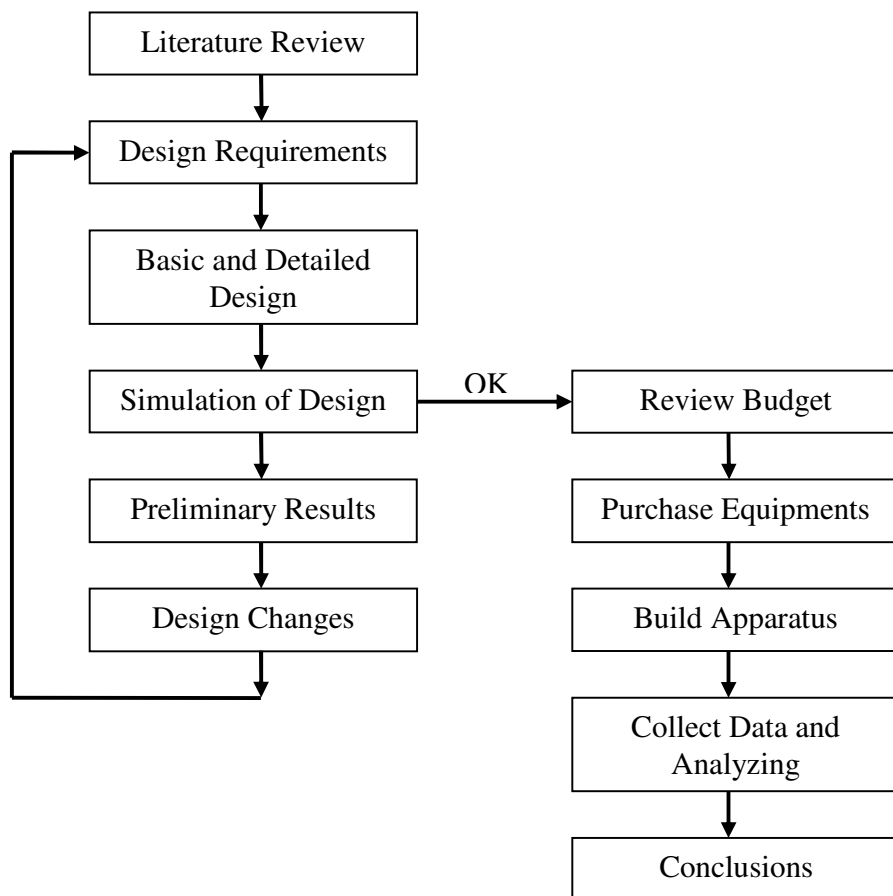 Literature Review
Design Requirements
Basic and Detailed
Design
Simulation of Design
OK
Preliminary Results
Design Changes
Review Budget
Purchase Equipments
Build Apparatus
Collect Data and
Analyzing
Conclusions